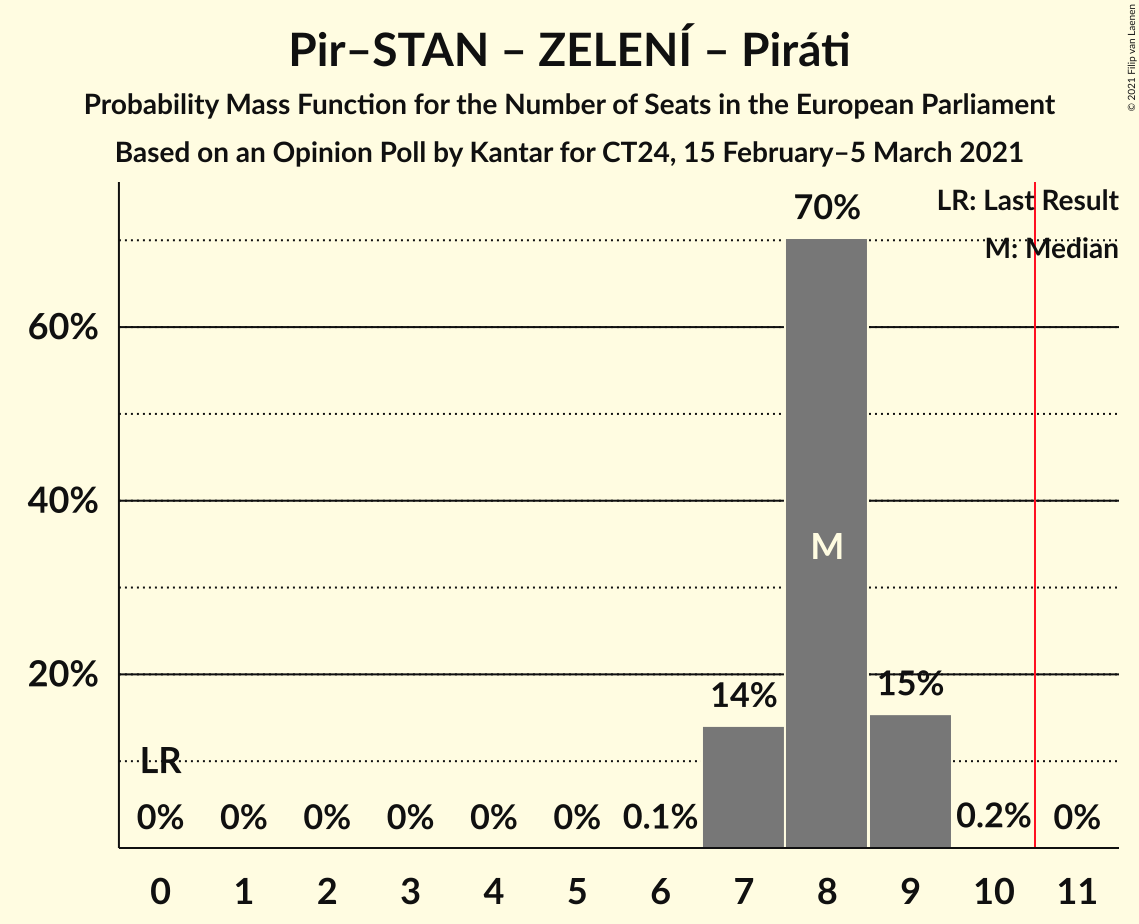 Pir–STAN – ZELENÍ – Piráti
Probability Mass Function for the Number of Seats in the European Parliament
Based on an Opinion Poll by Kantar for CT24, 15 February–5 March 2021
© 2021 Filip van Laenen
LR: Last Result
M: Median
70%
60%
40%
M
20%
14%
15%
LR
0%
0%
0%
0%
0%
0%
0.1%
0.2%
0%
0 1 2 3 4 5 6 7 8 9 10 11